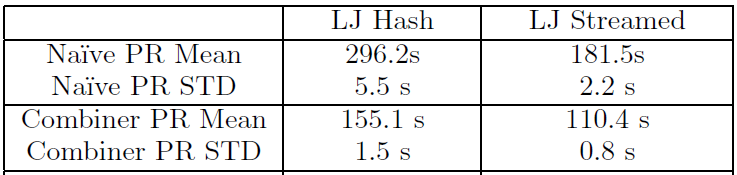 LJ Hash LJ Streamed
Naïve PR Mean 296.2s 181.5s
Naïve PR STD 5.5 s 2.2 s
Combiner PR Mean 155.1 s 110.4 s
Combiner PR STD 1.5 s 0.8 s